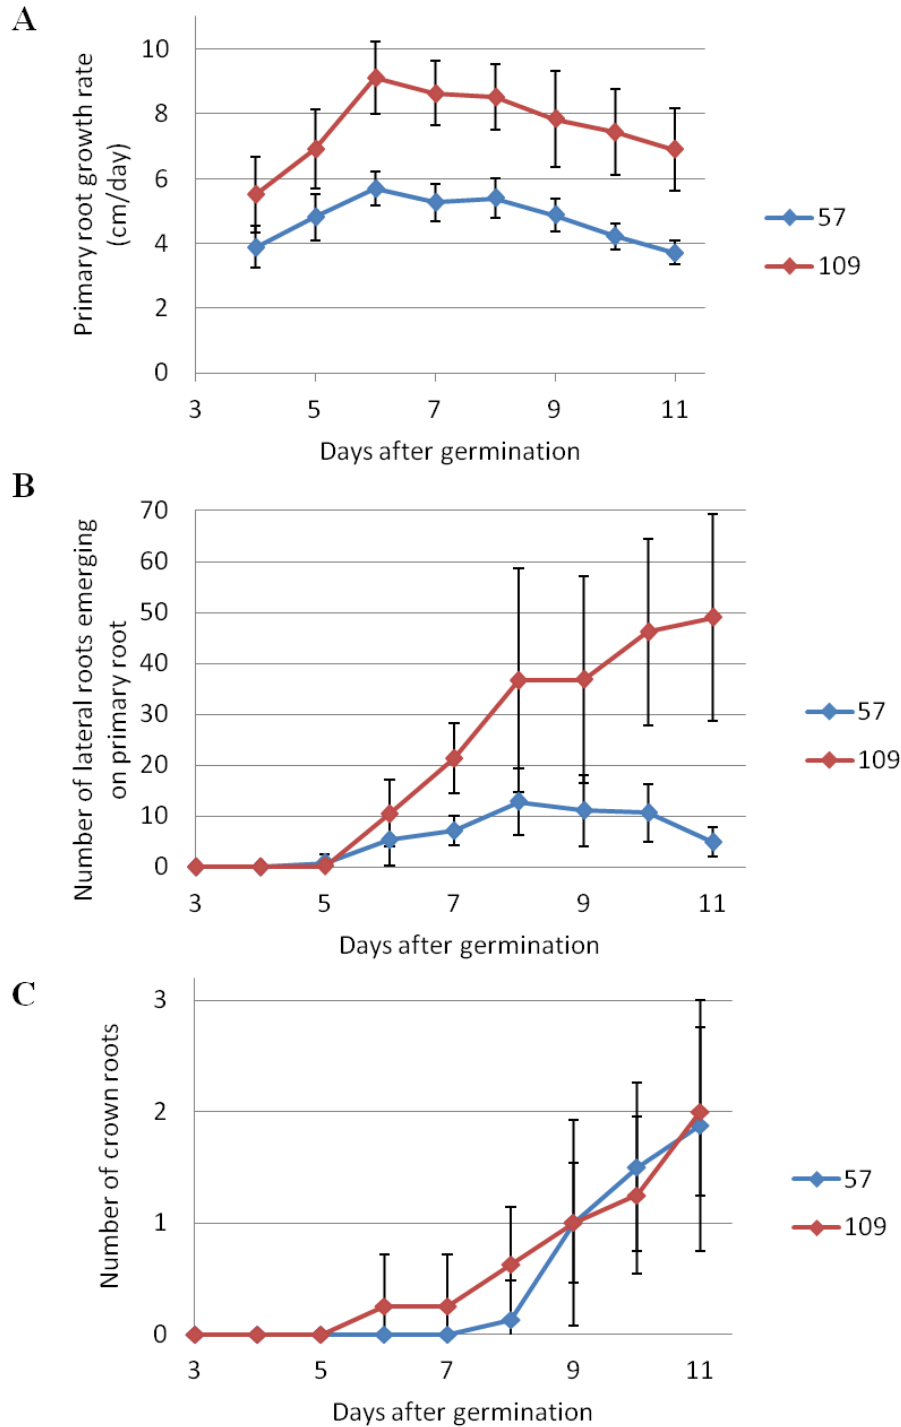 A
Primary root growth rate
(cm/day)
10
8
6
4
2
0
3 5 7 9 11
Days after germination
57
109
B
Number of lateral roots emerging
on primary root
70
60
50
40
30
20
10
0
3 5 7 9 11
Days after germination
57
109
C
Number of crown roots
3
2
1
0
3 5 7 9 11
Days after germination
57
109